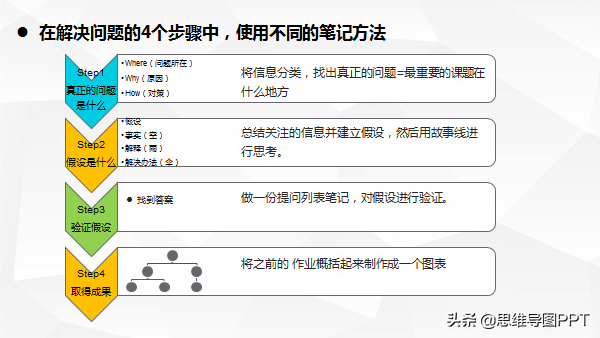 ● 在解决问题的4个步骤中，使用不同的笔记方法
Step1
真正的问题
是什么
•Where（问题所在）
•Why（原因）
•How（对策）
将信息分类，找出真正的问题=最重要的课题在
什么地方
Step2
假设是什么
•假设
•事实（空）
•解释（雨）
•解决办法（伞）
总结关注的信息并建立假设，然后用故事线进
行思考。
Step3
验证假设
● 找到答案
做一份提问列表笔记，对假设进行验证。
Step4
取得成果
将之前的 作业概括起来制作成一个图表
头条 @思维导图PPT